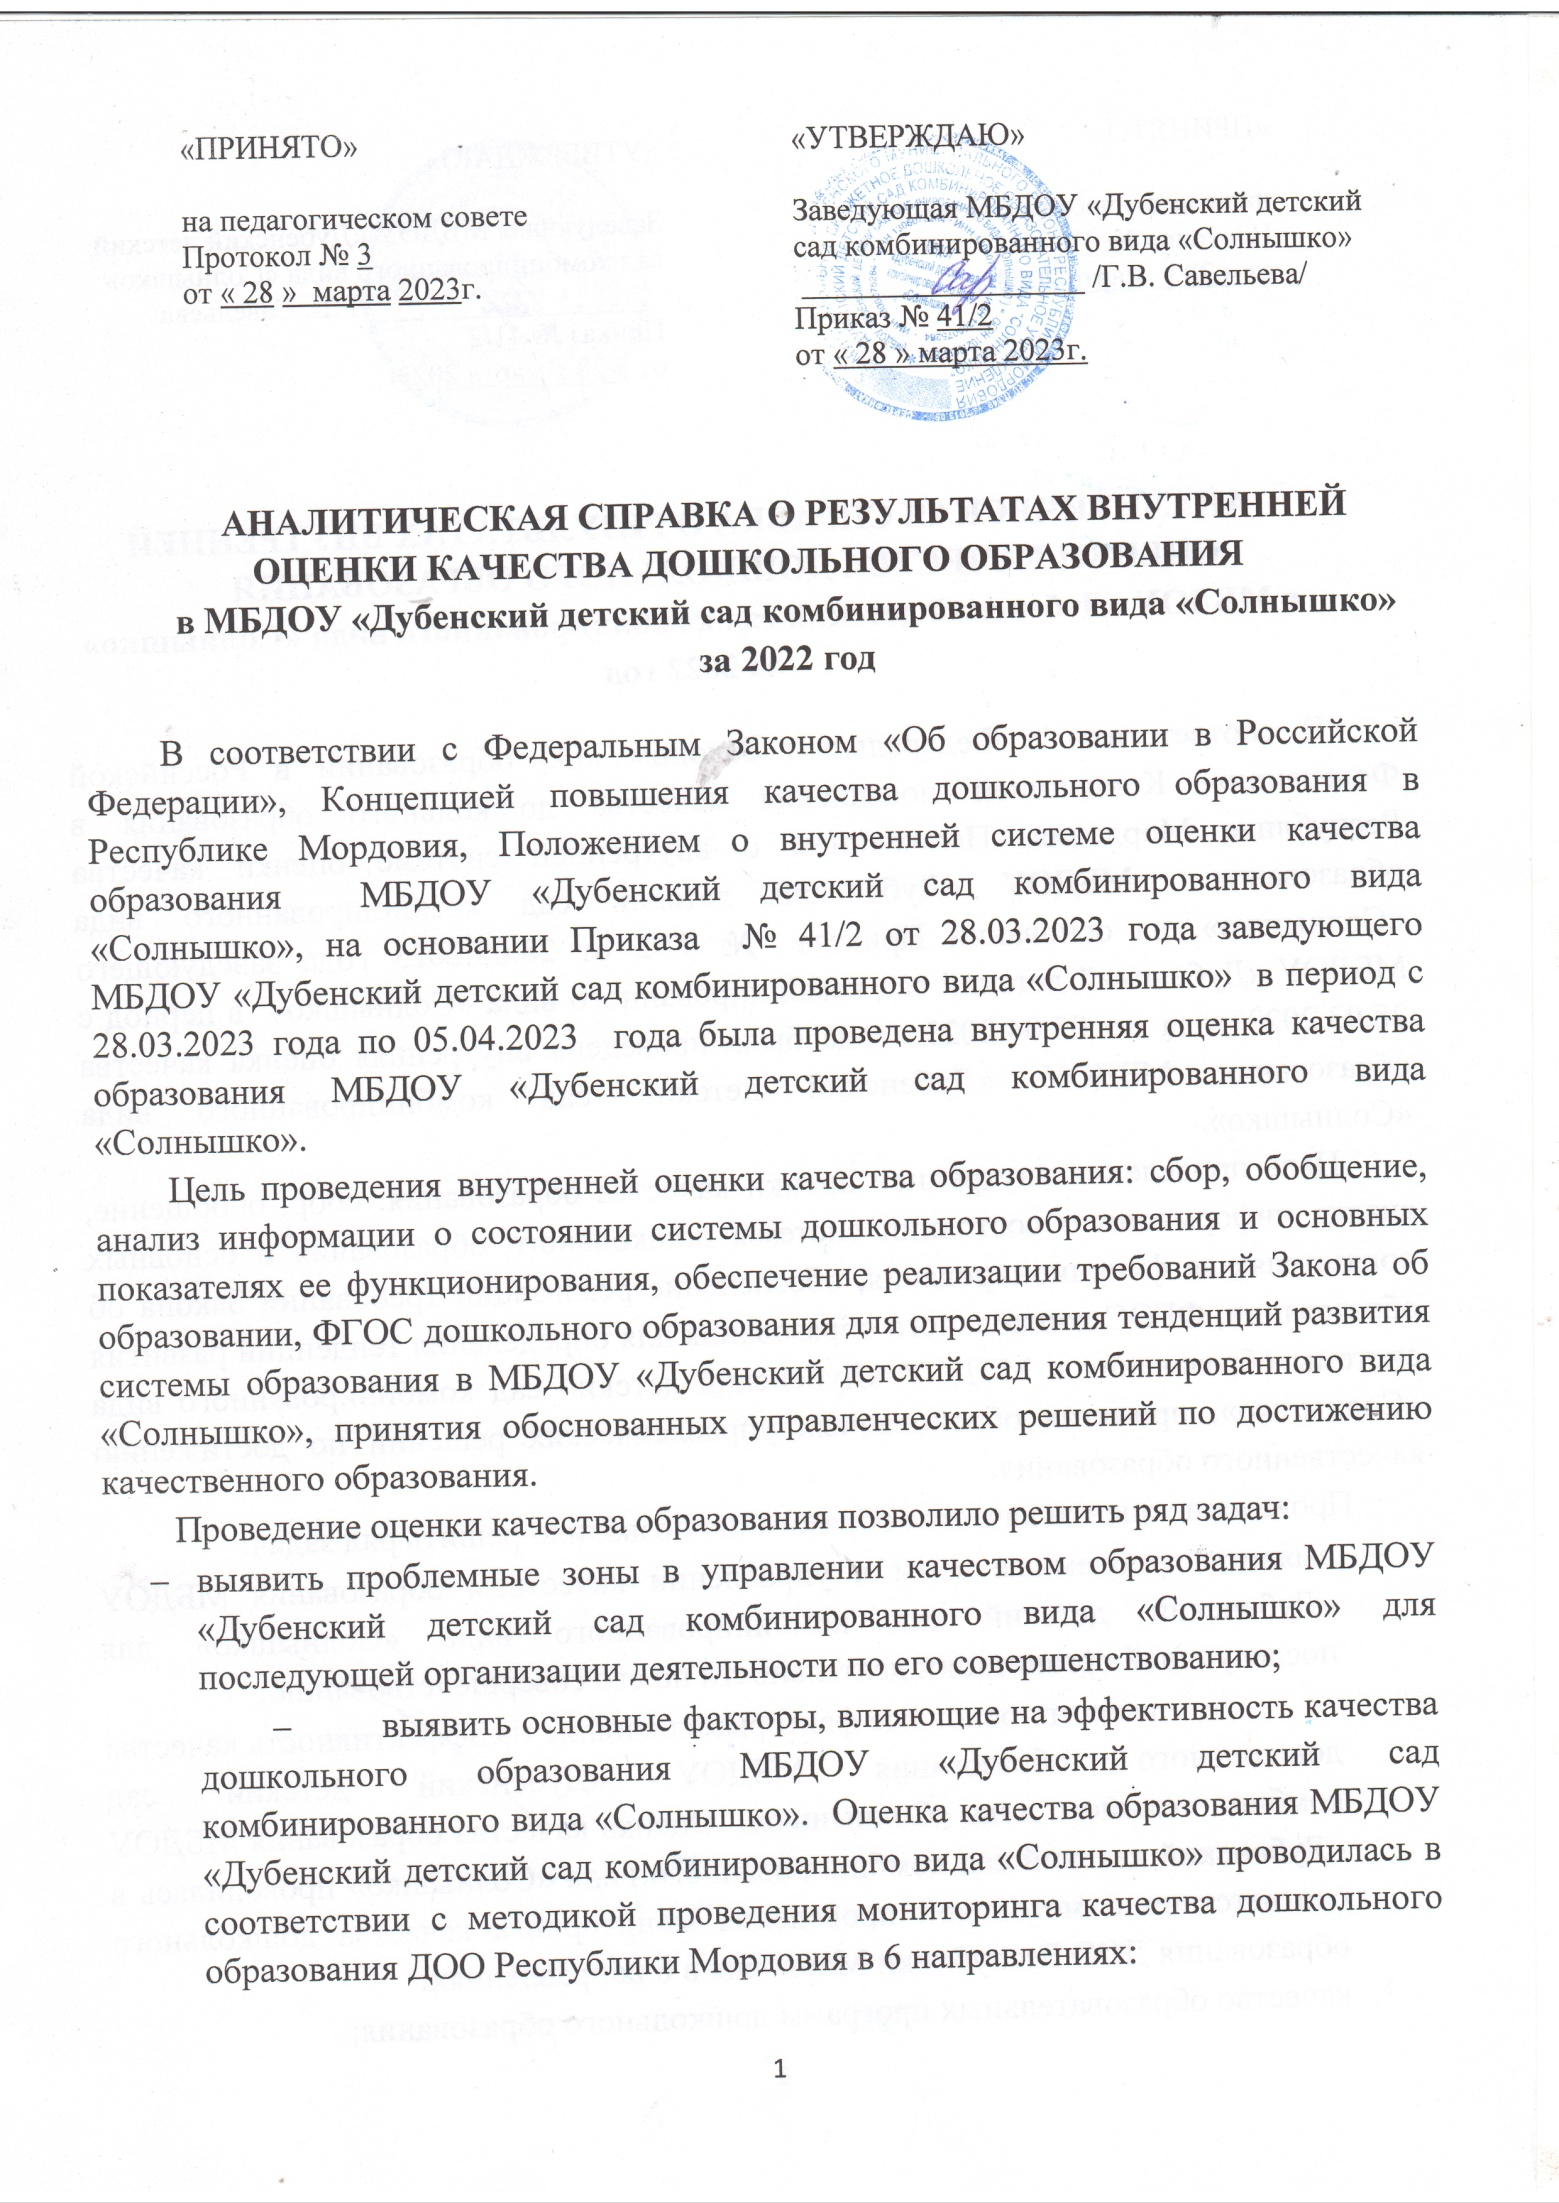 «ПРИНЯТО»
на педагогическом совете
Протокол № 3
от « 28 »  марта 2023г.
«УТВЕРЖДАЮ»
Заведующая МБДОУ «Дубенский детский
сад комбинированного вида «Солнышко»
/Г.В. Савельева/
Приказ № 41/2
от « 28 » марта 2023г.
АНАЛИТИЧЕСКАЯ СПРАВКА О РЕЗУЛЬТАТАХ ВНУТРЕННЕЙ
ОЦЕНКИ КАЧЕСТВА ДОШКОЛЬНОГО ОБРАЗОВАНИЯ
в МБДОУ «Дубенский детский сад комбинированного вида «Солнышко»
за 2022 год
В соответствии с Федеральным Законом «Об образовании в Российской
Федерации», Концепцией повышения качества дошкольного образования в
Республике Мордовия, Положением о внутренней системе оценки качества
образования МБДОУ «Дубенский детский сад комбинированного вида
«Солнышко», на основании Приказа № 41/2 от 28.03.2023 года заведующего
МБДОУ «Дубенский детский сад комбинированного вида «Солнышко» в период с
28.03.2023 года по 05.04.2023 года была проведена внутренняя оценка качества
образования МБДОУ «Дубенский детский сад комбинированного вида
«Солнышко».
Цель проведения внутренней оценки качества образования: сбор, обобщение,
анализ информации о состоянии системы дошкольного образования и основных
показателях ее функционирования, обеспечение реализации требований Закона об
образовании, ФГОС дошкольного образования для определения тенденций развития
системы образования в МБДОУ «Дубенский детский сад комбинированного вида
«Солнышко», принятия обоснованных управленческих решений по достижению
качественного образования.
Проведение оценки качества образования позволило решить ряд задач:
– выявить проблемные зоны в управлении качеством образования МБДОУ
«Дубенский детский сад комбинированного вида «Солнышко» для
последующей организации деятельности по его совершенствованию;
– выявить основные факторы, влияющие на эффективность качества
дошкольного образования МБДОУ «Дубенский детский сад
комбинированного вида «Солнышко». Оценка качества образования МБДОУ
«Дубенский детский сад комбинированного вида «Солнышко» проводилась в
соответствии с методикой проведения мониторинга качества дошкольного
образования ДОО Республики Мордовия в 6 направлениях:
1